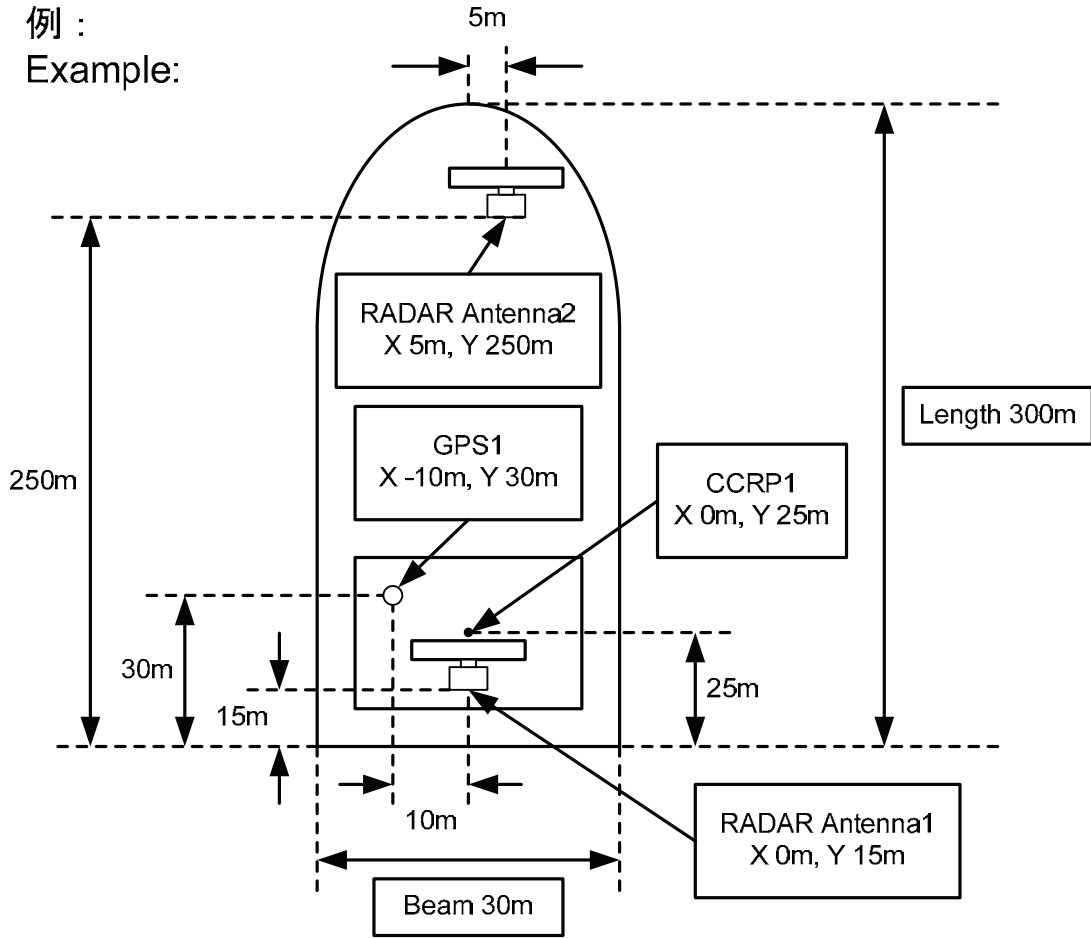 例：
Example:
5m
RADAR Antenna2
X 5m, Y 250m
Length 300m
GPS1
X -10m, Y 30m
CCRP1
X 0m, Y 25m
250m
30m
15m
25m
10m
RADAR Antenna1
X 0m, Y 15m
Beam 30m